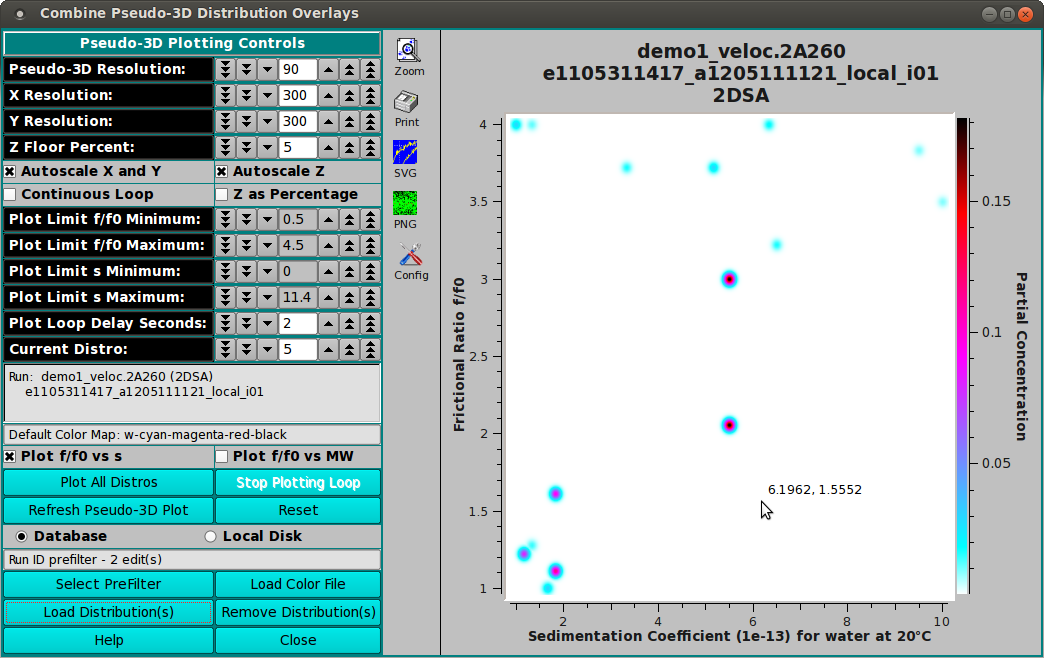 Combine Pseudo-3D Distribution Overlays
Pseudo-3D Plotting Controls
Pseudo-3D Resolution: 90
X Resolution: 300
Y Resolution: 300
Z Floor Percent: 5
Autoscale X and Y Autoscale Z
Continuous Loop Z as Percentage
Plot Limit f/f0 Minimum: 0.5
Plot Limit f/f0 Maximum: 4.5
Plot Limit s Minimum: 0
Plot Limit s Maximum: 11.4
Plot Loop Delay Seconds: 2
Current Distro: 5
Run: demo1_veloc.2A260 (2DSA)
e1105311417_a1205111121_local_i01
Default Color Map: w-cyan-magenta-red-black
Plot f/f0 vs s Plot f/f0 vs MW
Plot All Distros Stop Plotting Loop
Refresh Pseudo-3D Plot Reset
Database Local Disk
Run ID prefilter - 2 edit(s)
Select PreFilter Load Color File
Load Distribution(s) Remove Distribution(s)
Help Close
Zoom
Print
SVG
PNG
Config
demo1_veloc.2A260
e1105311417_a1205111121_local_i01
2DSA
Frictional Ratio f/f0
4
3.5
3
2.5
2
1.5
1
6.1962, 1.5552
2 4 6 8 10
Sedimentation Coefficient (1e-13) for water at 20°C
0.15
0.1
0.05
Partial Concentration